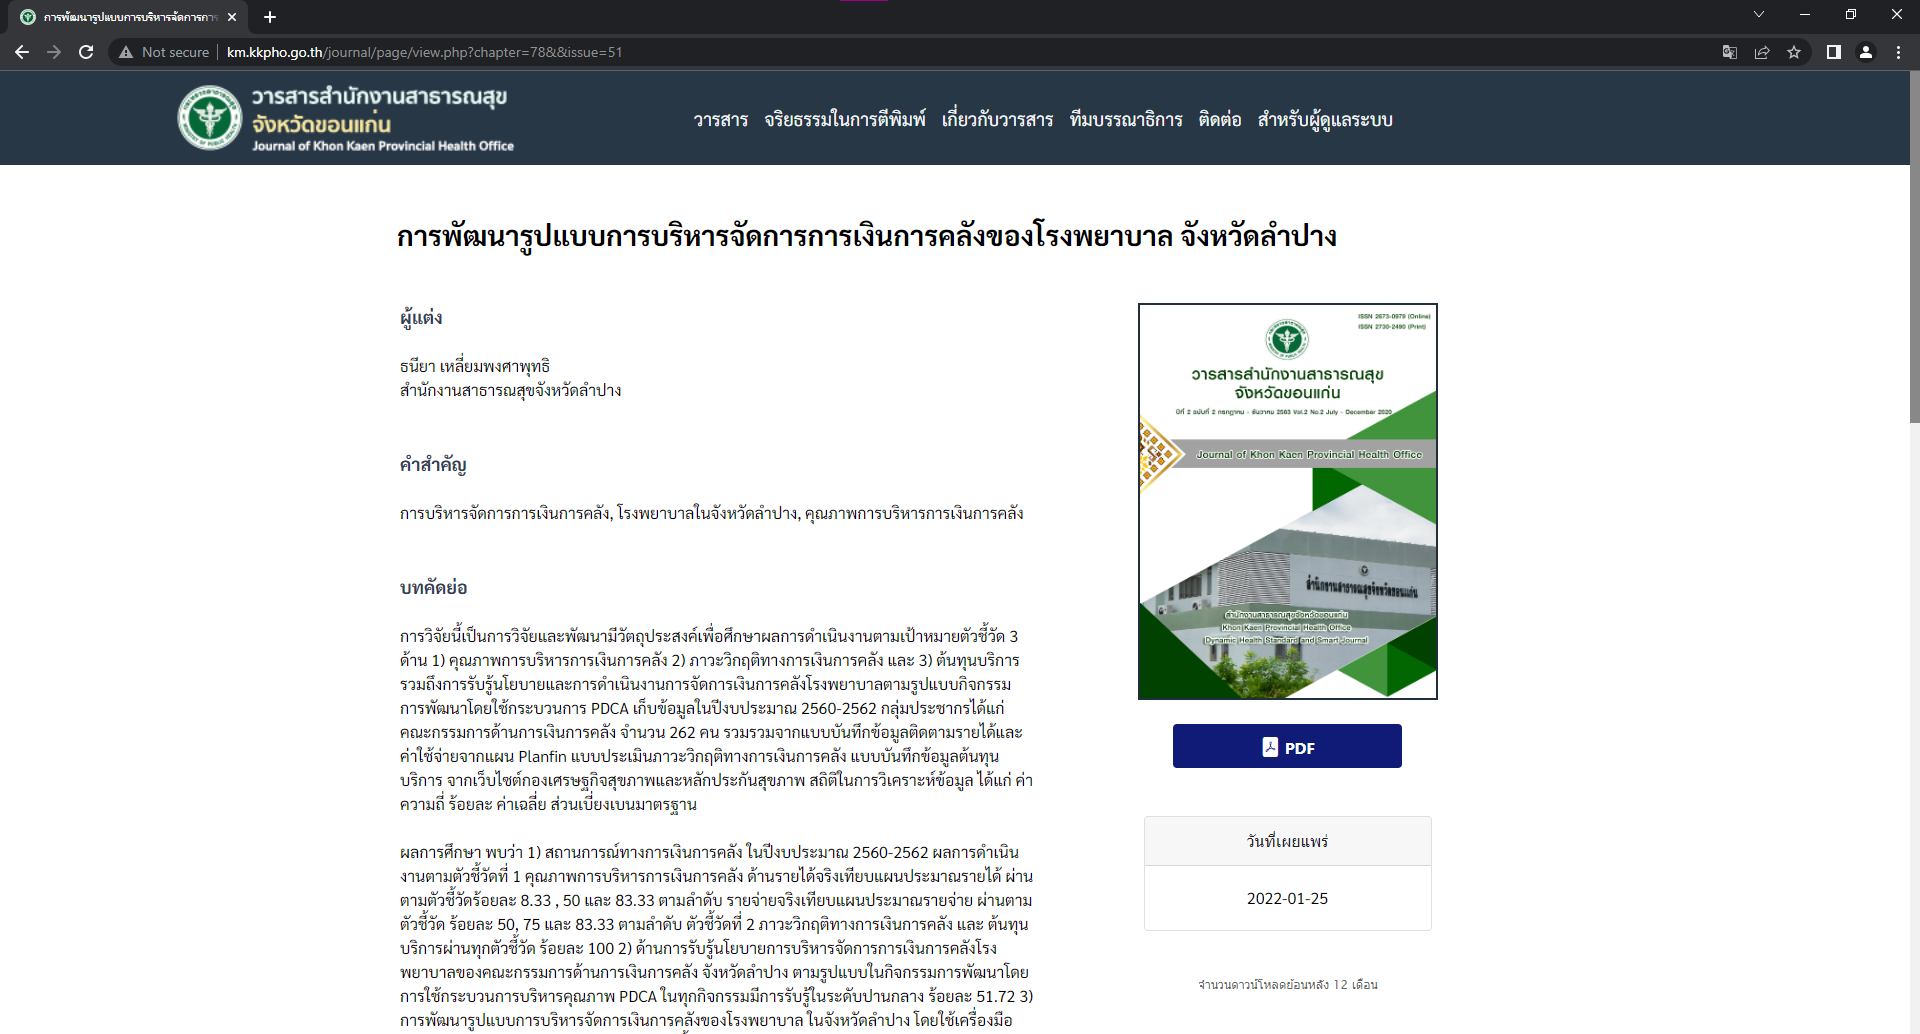 การพัฒนารูปแบบการบริหารจัดการการ
Not secure
km.kkpho.go.th/journal/page/view.php?chapter=78&&issue=51
วารสารสำนักงานสาธารณสุข
จังหวัดขอนแก่น
Journal of Khon Kaen Provincial Health Office
วารสาร จริยธรรมในการตีพิมพ์ เกี่ยวกับวารสาร ทีมบรรณาธิการ ติดต่อ สำหรับผู้ดูแลระบบ
การพัฒนารูปแบบการบริหารจัดการการเงินการคลังของโรงพยาบาล จังหวัดลำปาง
ผู้แต่ง
ธนียา เหลี่ยมพงศาพุทธิ
สำนักงานสาธารณสุขจังหวัดลำปาง
คำสำคัญ
การบริหารจัดการการเงินการคลัง, โรงพยาบาลในจังหวัดลำปาง, คุณภาพการบริหารการเงินการคลัง
บทคัดย่อ
การวิจัยนี้เป็นการวิจัยและพัฒนามีวัตถุประสงค์เพื่อศึกษาผลการดำเนินงานตามเป้าหมายตัวชี้วัด 3
ด้าน 1) คุณภาพการบริหารการเงินการคลัง 2) ภาวะวิกฤติทางการเงินการคลัง และ 3) ต้นทุนบริการ
รวมถึงการรับรู้นโยบายและการดำเนินงานการจัดการเงินการคลังโรงพยาบาลตามรูปแบบกิจกรรม
การพัฒนาโดยใช้กระบวนการ PDCA เก็บข้อมูลในปีงบประมาณ 2560-2562 กลุ่มประชากรได้แก่
คณะกรรมการด้านการเงินการคลัง จำนวน 262 คน รวมรวมจากแบบบันทึกข้อมูลติดตามรายได้และ
ค่าใช้จ่ายจากแผน Planfin แบบประเมินภาวะวิกฤติทางการเงินการคลัง แบบบันทึกข้อมูลต้นทุน
บริการ จากเว็บไซต์กองเศรษฐกิจสุขภาพและหลักประกันสุขภาพ สถิติในการวิเคราะห์ข้อมูล ได้แก่ ค่า
ความถี่ ร้อยละ ค่าเฉลี่ย ส่วนเบี่ยงเบนมาตรฐาน
ผลการศึกษา พบว่า 1) สถานการณ์ทางการเงินการคลัง ในปีงบประมาณ 2560-2562 ผลการดำเนิน
งานตามตัวชี้วัดที่ 1 คุณภาพการบริหารการเงินการคลัง ด้านรายได้จริงเทียบแผนประมาณรายได้ ผ่าน
ตามตัวชี้วัดร้อยละ 8.33 , 50 และ 83.33 ตามลำดับ รายจ่ายจริงเทียบแผนประมาณรายจ่าย ผ่านตาม
ตัวชี้วัด ร้อยละ 50, 75 และ 83.33 ตามลำดับ ตัวชี้วัดที่ 2 ภาวะวิกฤติทางการเงินการคลัง และ ต้นทุน
บริการผ่านทุกตัวชี้วัด ร้อยละ 100 2) ด้านการรับรู้นโยบายการบริหารจัดการการเงินการคลังโรง
พยาบาลของคณะกรรมการด้านการเงินการคลัง จังหวัดลำปาง ตามรูปแบบในกิจกรรมการพัฒนาโดย
การใช้กระบวนการบริหารคุณภาพ PDCA ในทุกกิจกรรมมีการรับรู้ในระดับปานกลาง ร้อยละ 51.72 3)
การพัฒนารูปแบบการบริหารจัดการเงินการคลังของโรงพยาบาล ในจังหวัดลำปาง โดยใช้เครื่องมือ
ISSN 2673-0979 (Online)
ISSN 2730-2490 (Print)
วารสารสำนักงานสาธารณสุข
จังหวัดขอนแก่น
ปีที่ 2 ฉบับที่ 2 กรกฎาคม - ธันวาคม 2563 Vol.2 No.2 July - December 2020
Journal of Khon Kaen Provincial Health Office
สำนักงานสาธารณสุขจังหวัดขอนแก่น
สำนักงานสาธารณสุขจังหวัดขอนแก่น
Khon Kaen Provincial Health Office
Dynamic Health Standard and Smart Journal
PDF
วันที่เผยแพร่
2022-01-25
จำนวนดาวน์โหลดย้อนหลัง 12 เดือน